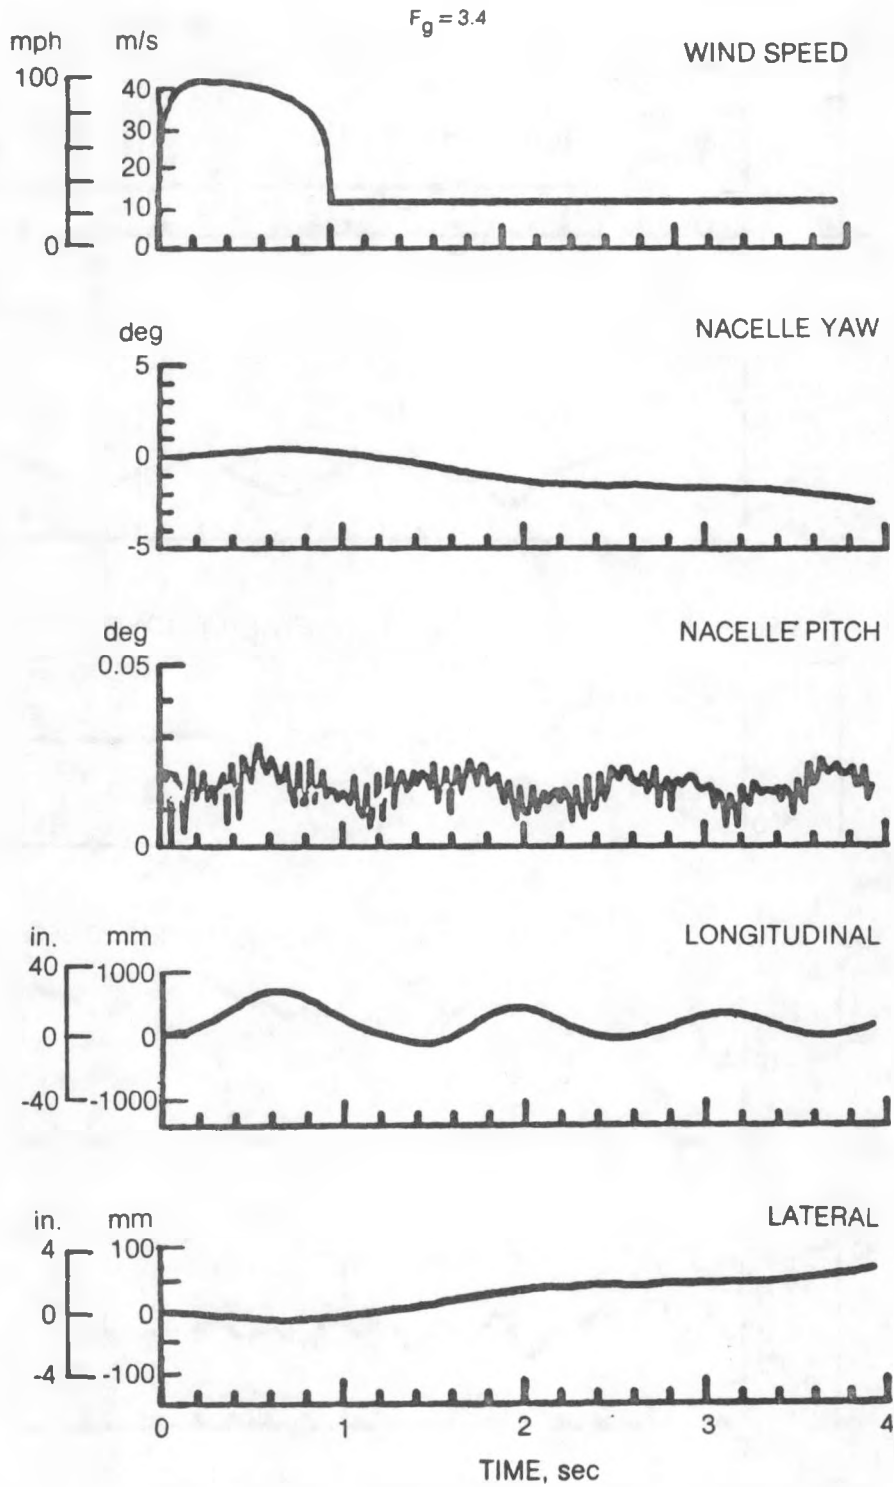 F_g = 3.4
mph m/s WIND SPEED
100 40
30
20
10
0 0
deg NACELLE YAW
5
0
-5
deg NACELLE PITCH
0.05
0
in. mm LONGITUDINAL
40 1000
0 0
-40 -1000
in. mm LATERAL
4 100
0 0
-4 -100
0 1 2 3 4
TIME, sec